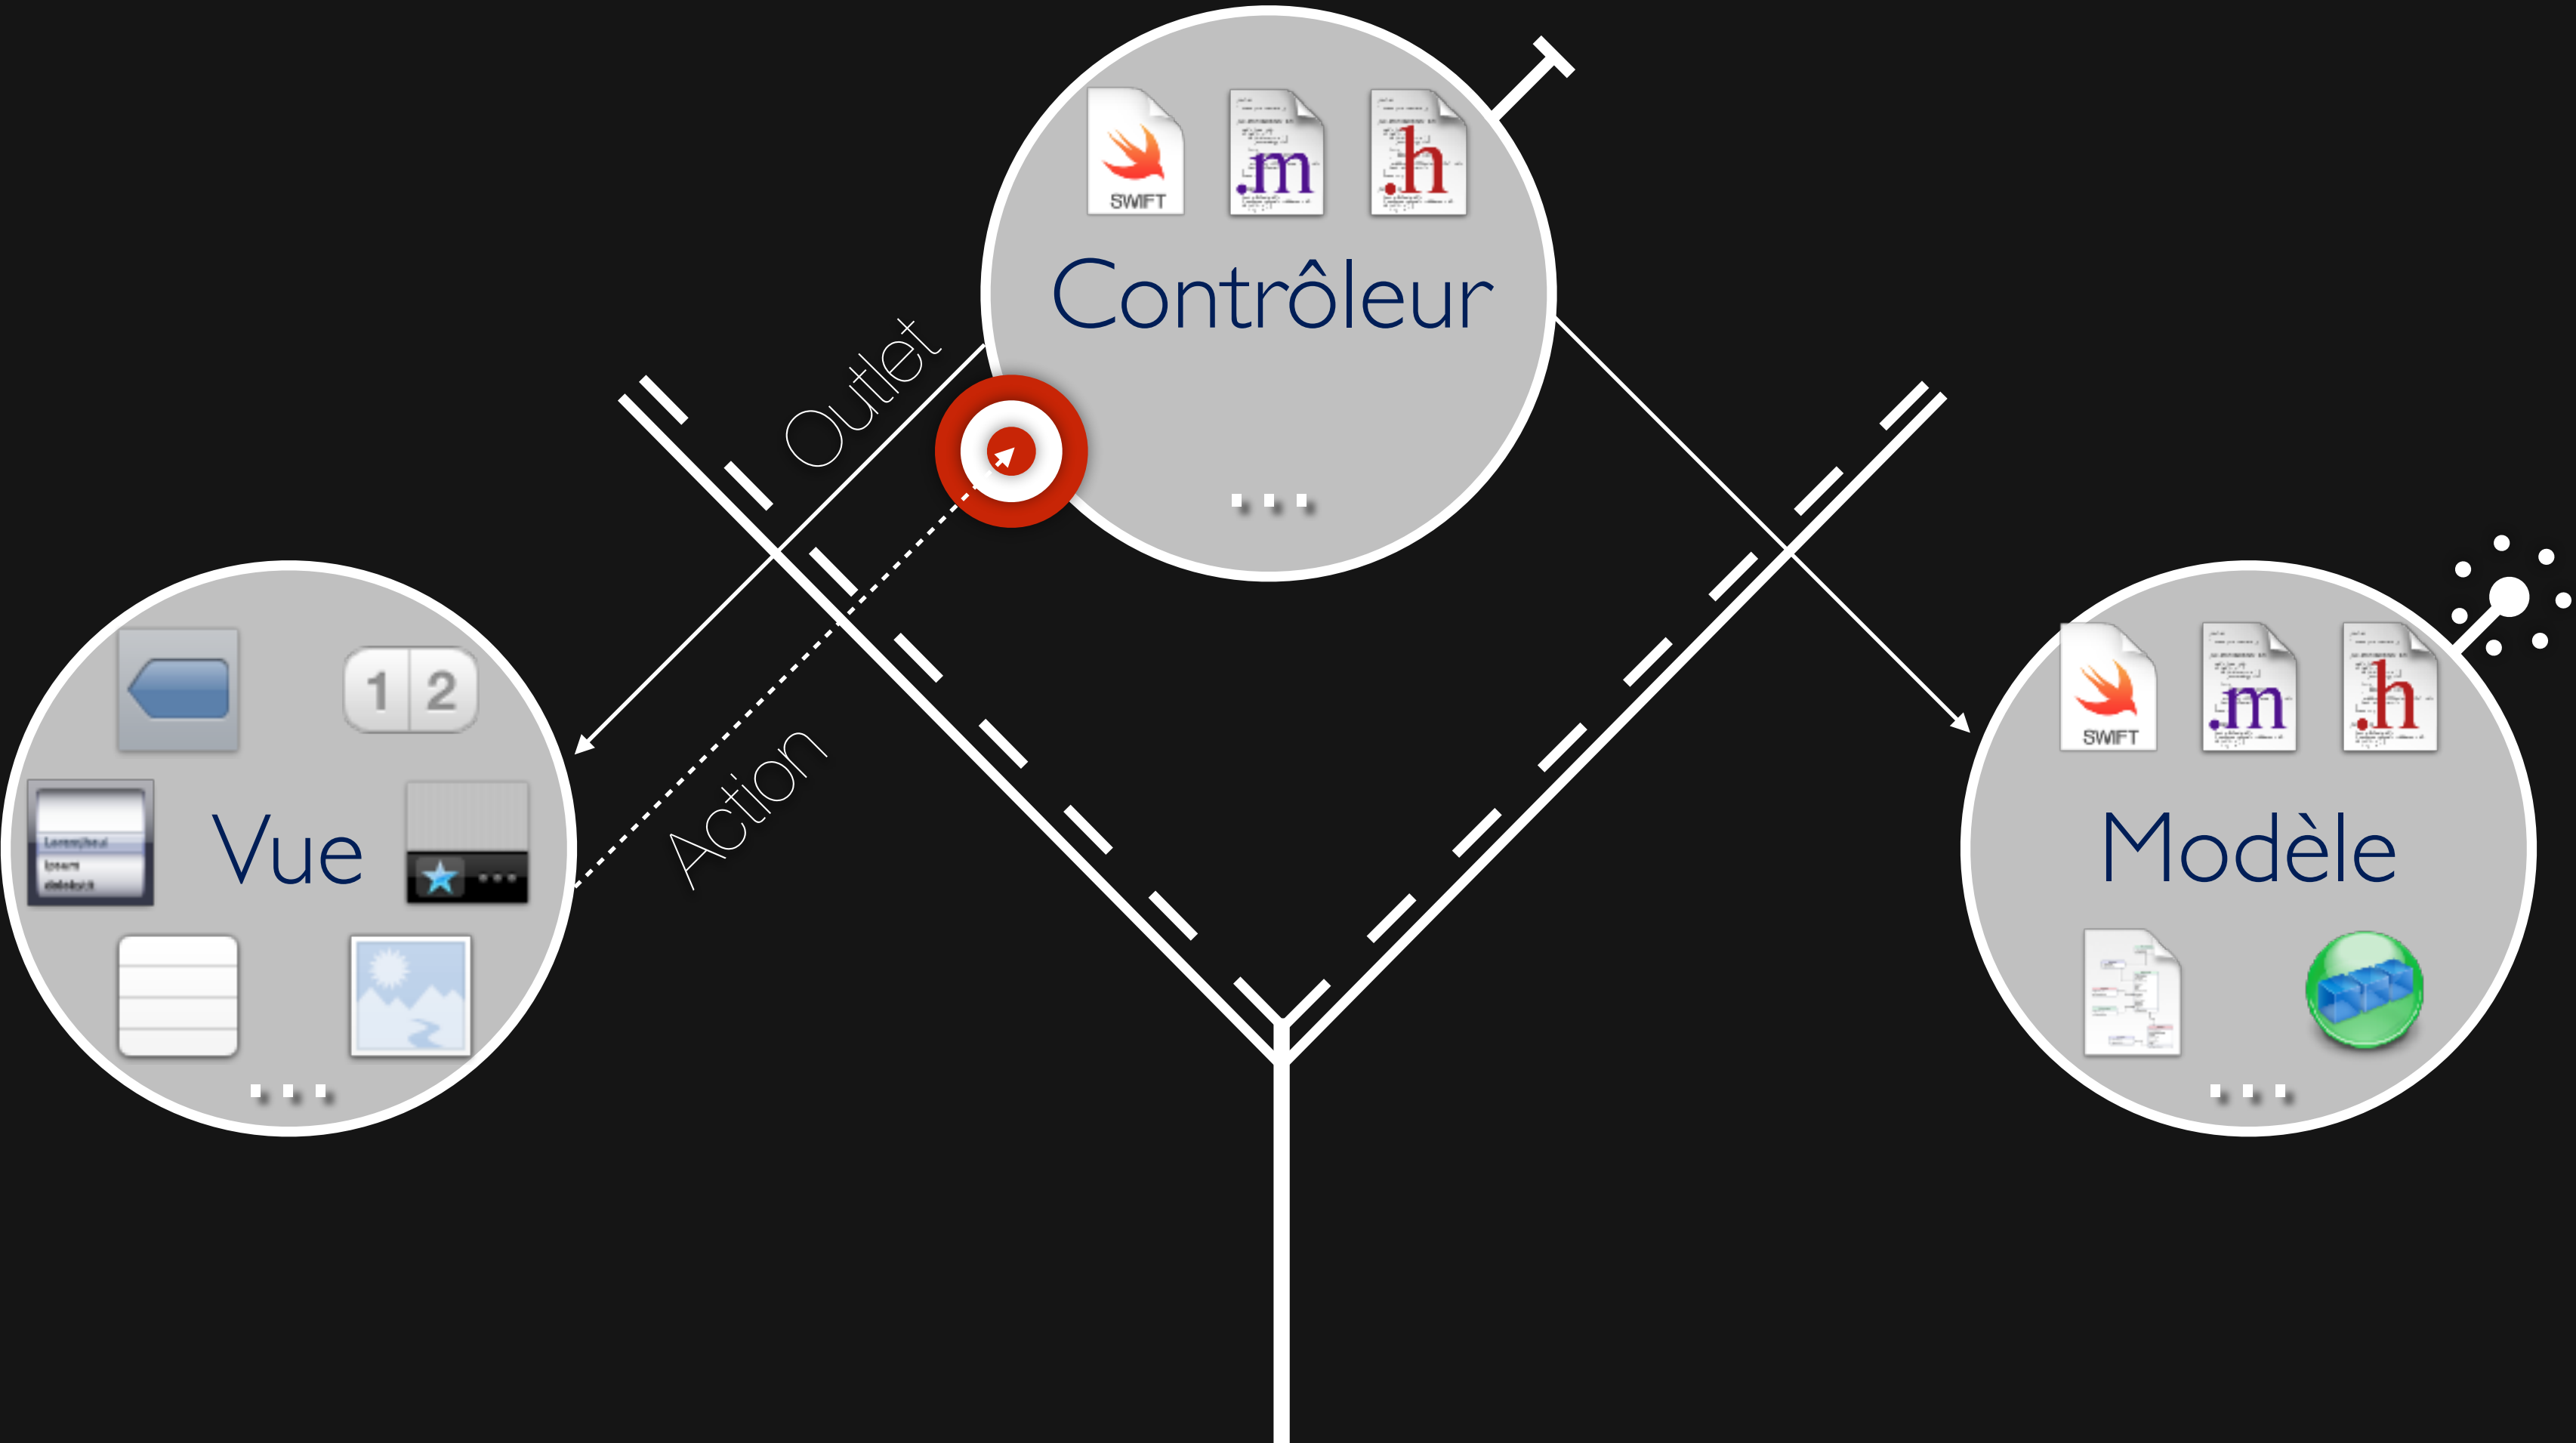 SWIFT
.m
.h
Contrôleur
...
Outlet
Action
1 2
Vue
...
SWIFT
.m
.h
Modèle
...